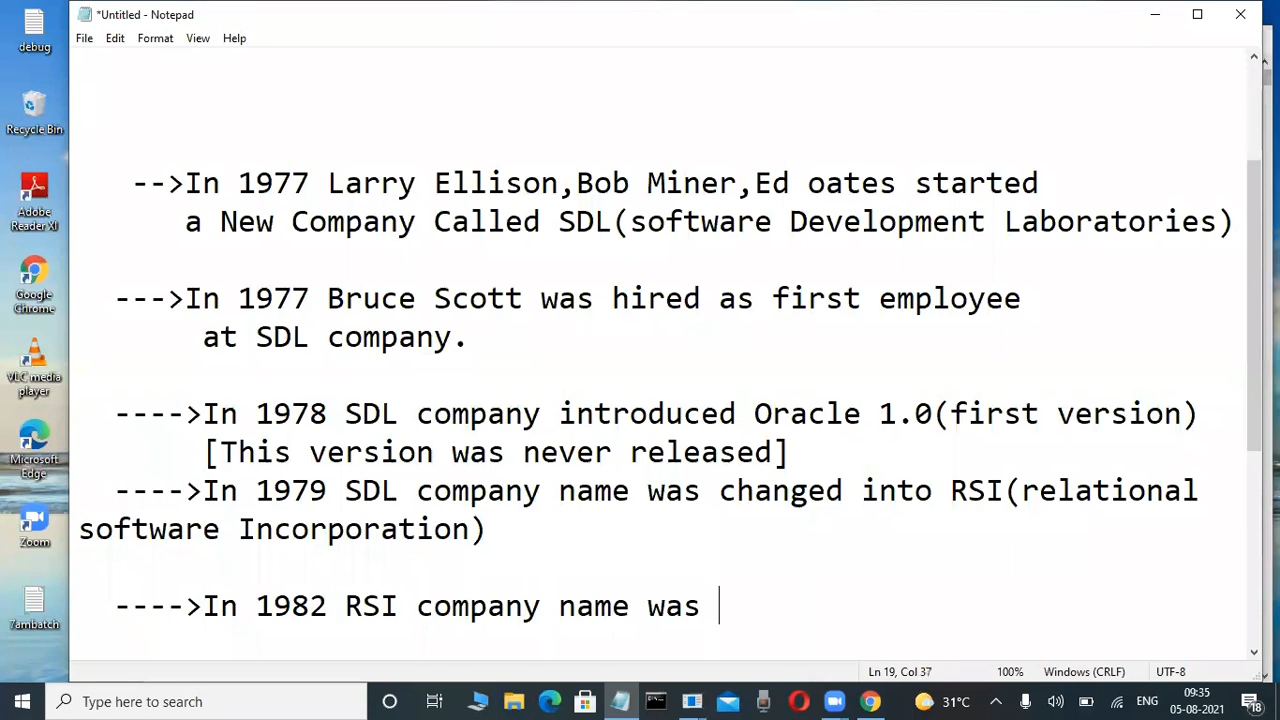 *Untitled - Notepad
File Edit Format View Help
debug
Recycle Bin
Adobe
Reader XI
Google
Chrome
VLC media
player
Microsoft
Edge
Zoom
7ambatch
-->In 1977 Larry Ellison,Bob Miner,Ed oates started
a New Company Called SDL(software Development Laboratories)
--->In 1977 Bruce Scott was hired as first employee
at SDL company.
---->In 1978 SDL company introduced Oracle 1.0(first version)
[This version was never released]
---->In 1979 SDL company name was changed into RSI(relational
software Incorporation)
---->In 1982 RSI company name was
Ln 19, Col 37 100% Windows (CRLF) UTF-8
Type here to search
31°C
ENG
09:35
05-08-2021
18